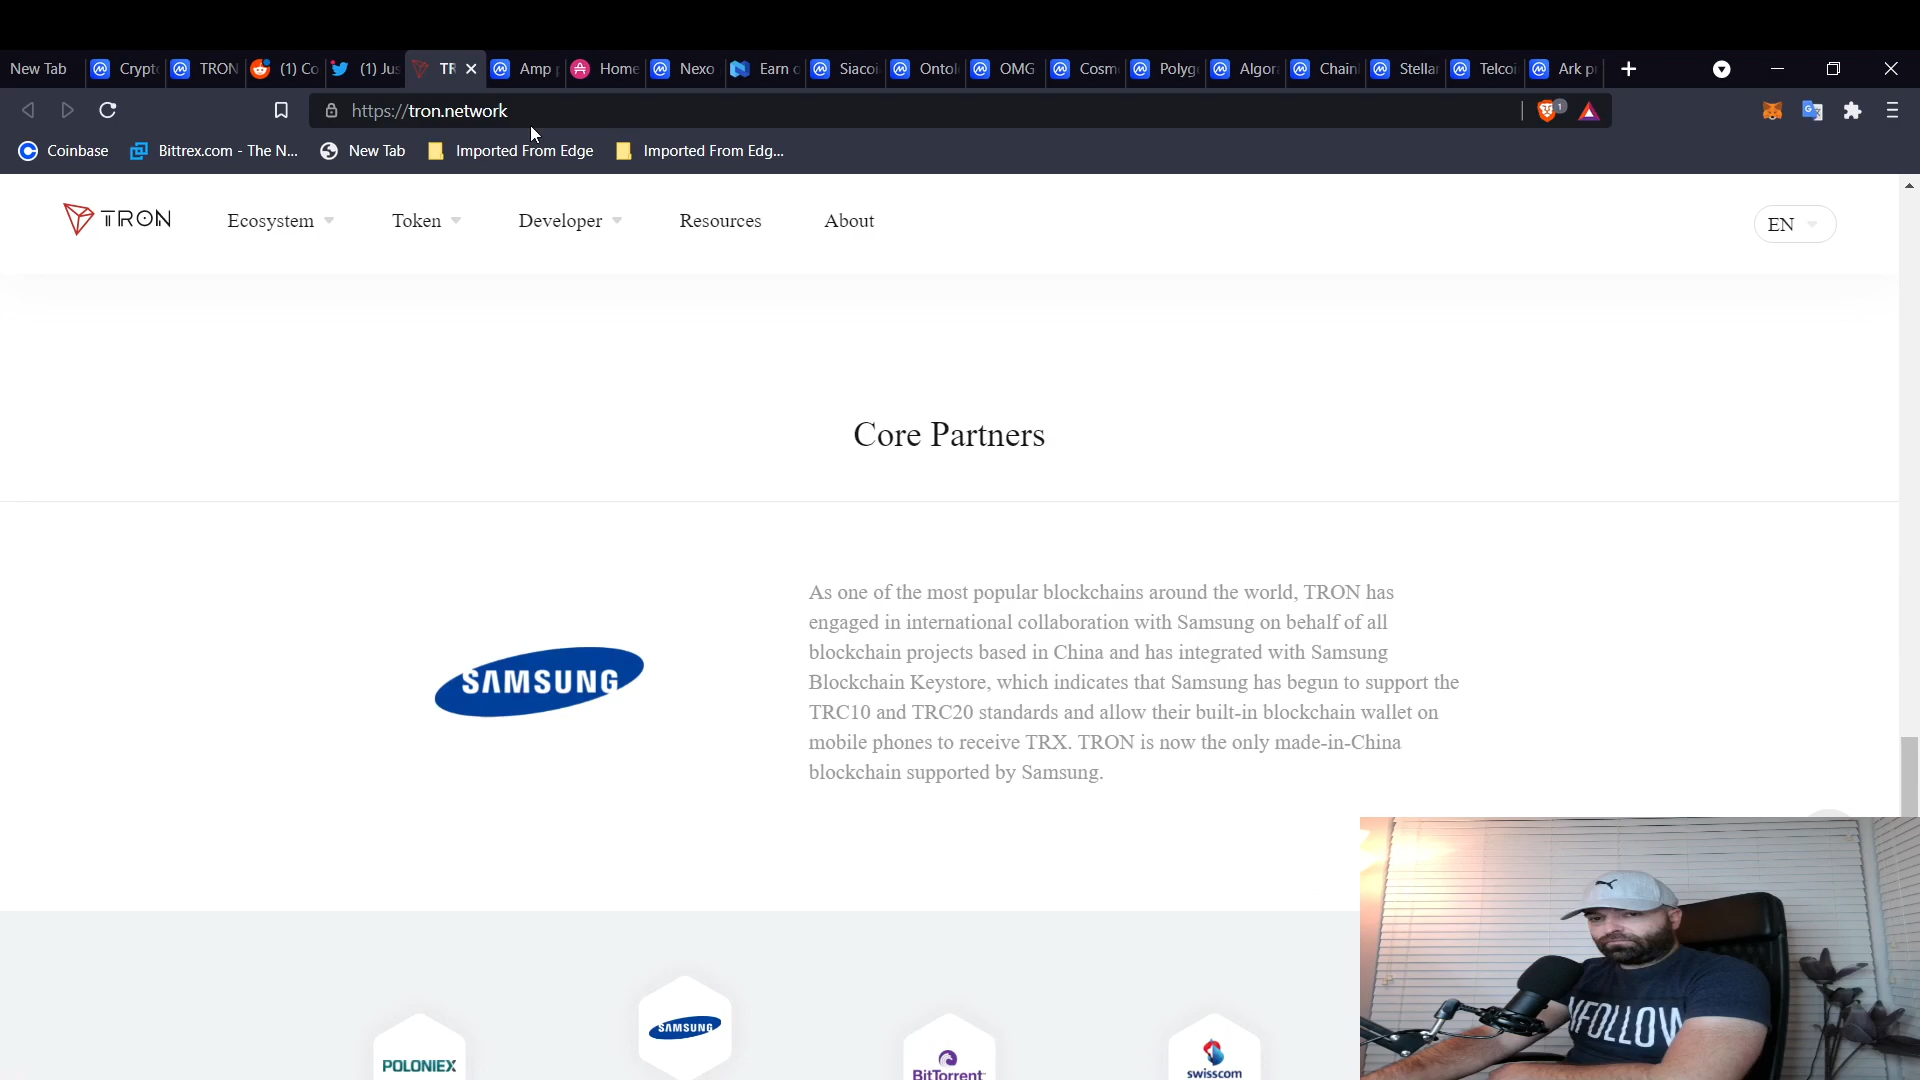 New Tab
Crypt
TRON
(1) Co
(1) Jus
TR
Amp
Home
Nexo
Earn c
Siacoi
Ontol
OMG
Cosm
Polyg
Algor
Chain
Stellar
Telcoi
Ark p
https://tron.network
1
Coinbase
Bittrex.com - The N...
New Tab
Imported From Edge
Imported From Edg...
TRON
Ecosystem
Token
Developer
Resources
About
EN
Core Partners
SAMSUNG
As one of the most popular blockchains around the world, TRON has
engaged in international collaboration with Samsung on behalf of all
blockchain projects based in China and has integrated with Samsung
Blockchain Keystore, which indicates that Samsung has begun to support the
TRC10 and TRC20 standards and allow their built-in blockchain wallet on
mobile phones to receive TRX. TRON is now the only made-in-China
blockchain supported by Samsung.
POLONIEX
SAMSUNG
BitTorrent
swisscom
NFOLLOW